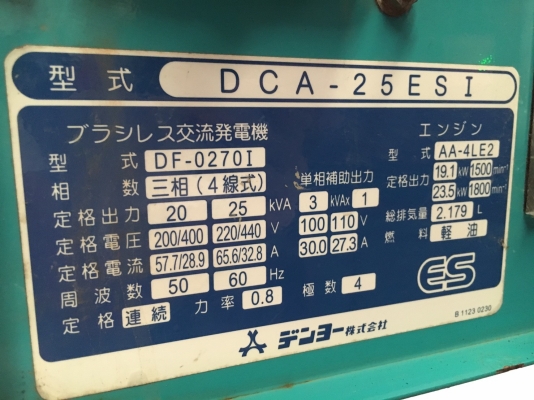 型式 DCA-25ESI
ブラシレス交流発電機
型式 DF-0270I
相数 三相(4線式)
定格出力 20 25 kVA
定格電圧 200/400 220/440 V
定格電流 57.7/28.9 65.6/32.8 A
周波数 50 60 Hz
定格 連続 力率 0.8 極数 4
単相補助出力
3 kVAx 1
100 110 V
30.0 27.3 A
エンジン
型式 AA-4LE2
定格出力 19.1 kW 1500 min⁻¹
23.5 kW 1800 min⁻¹
総排気量 2.179 L
燃料 軽油
ES
デンヨー株式会社
B 1123 0230